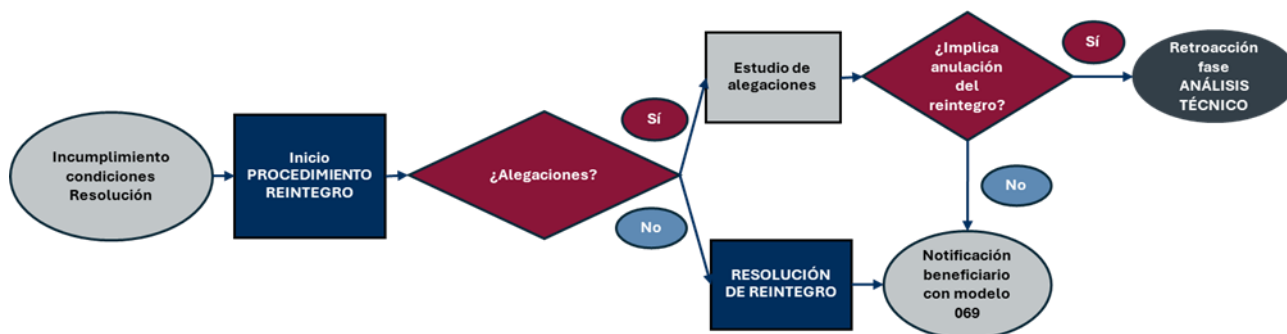 Incumplimiento
condiciones
Resolución
Inicio
PROCEDIMIENTO
REINTEGRO
¿Alegaciones?
Sí
No
Estudio de
alegaciones
¿Implica
anulación
del
reintegro?
Sí
Retroacción
fase
ANÁLISIS
TÉCNICO
No
RESOLUCIÓN
DE REINTEGRO
Notificación
beneficiario
con modelo
069